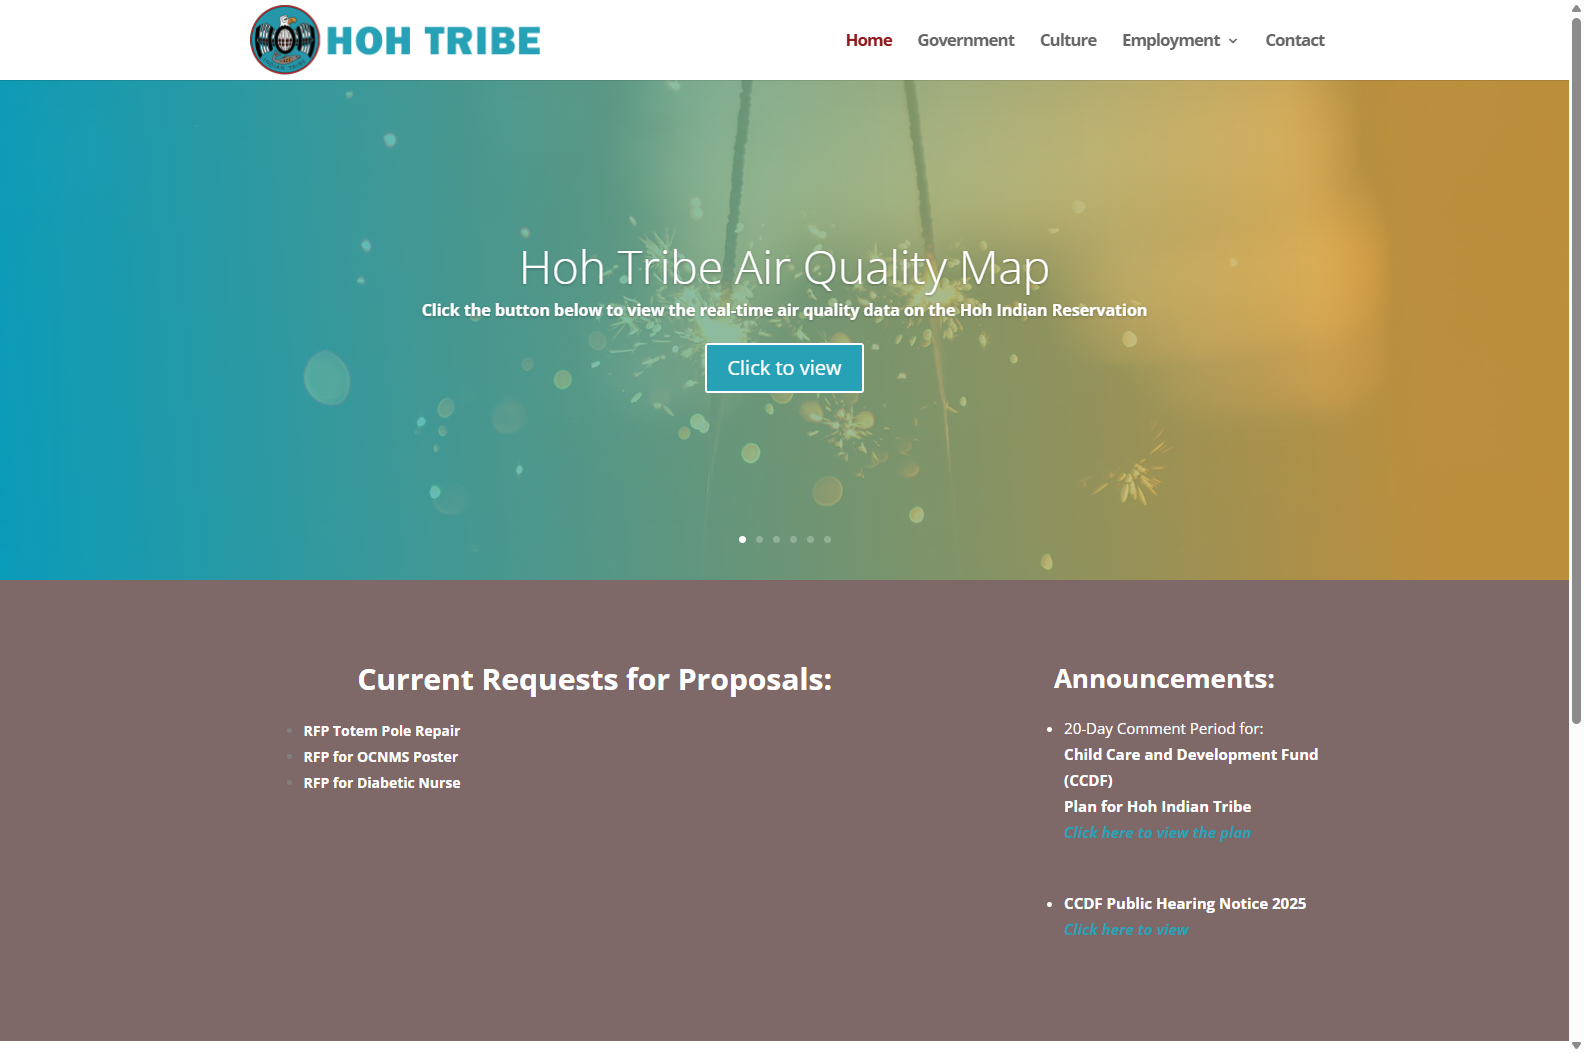 HOH TRIBE
Home Government Culture Employment Contact
Hoh Tribe Air Quality Map
Click the button below to view the real-time air quality data on the Hoh Indian Reservation
Click to view
Current Requests for Proposals:
RFP Totem Pole Repair
RFP for OCNMS Poster
RFP for Diabetic Nurse
Announcements:
20-Day Comment Period for:
Child Care and Development Fund
(CCDF)
Plan for Hoh Indian Tribe
Click here to view the plan
CCDF Public Hearing Notice 2025
Click here to view